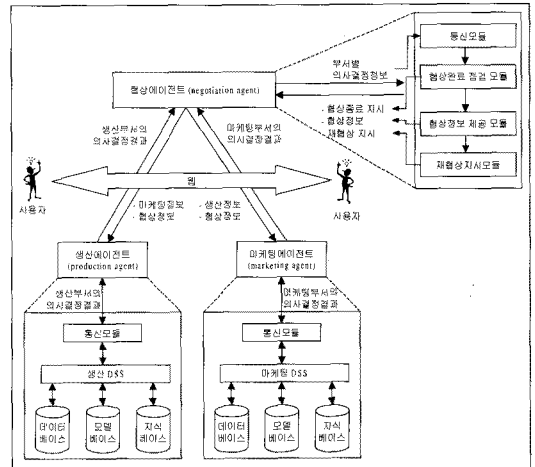 통신모듈
부서별
의사결정정보
협상에이전트 (negotiation agent)
협상완료 점검 모듈
- 협상종료 지시
- 협상정보
재협상 지시
협상정보 제공 모듈
재협상지시모듈
생산부서의
의사결정결과
마케팅부서의
의사결정결과
웹
사용자
사용자
- 마케팅정보
- 협상정보
- 생산정보
- 협상정보
생산에이전트
(production agent)
마케팅에이전트
(marketing agent)
생산부서의
의사결정결과
마케팅부서의
의사결정결과
통신모듈
통신모듈
생산 DSS
마케팅 DSS
데이터
베이스
모델
베이스
지식
베이스
데이터
베이스
모델
베이스
지식
베이스